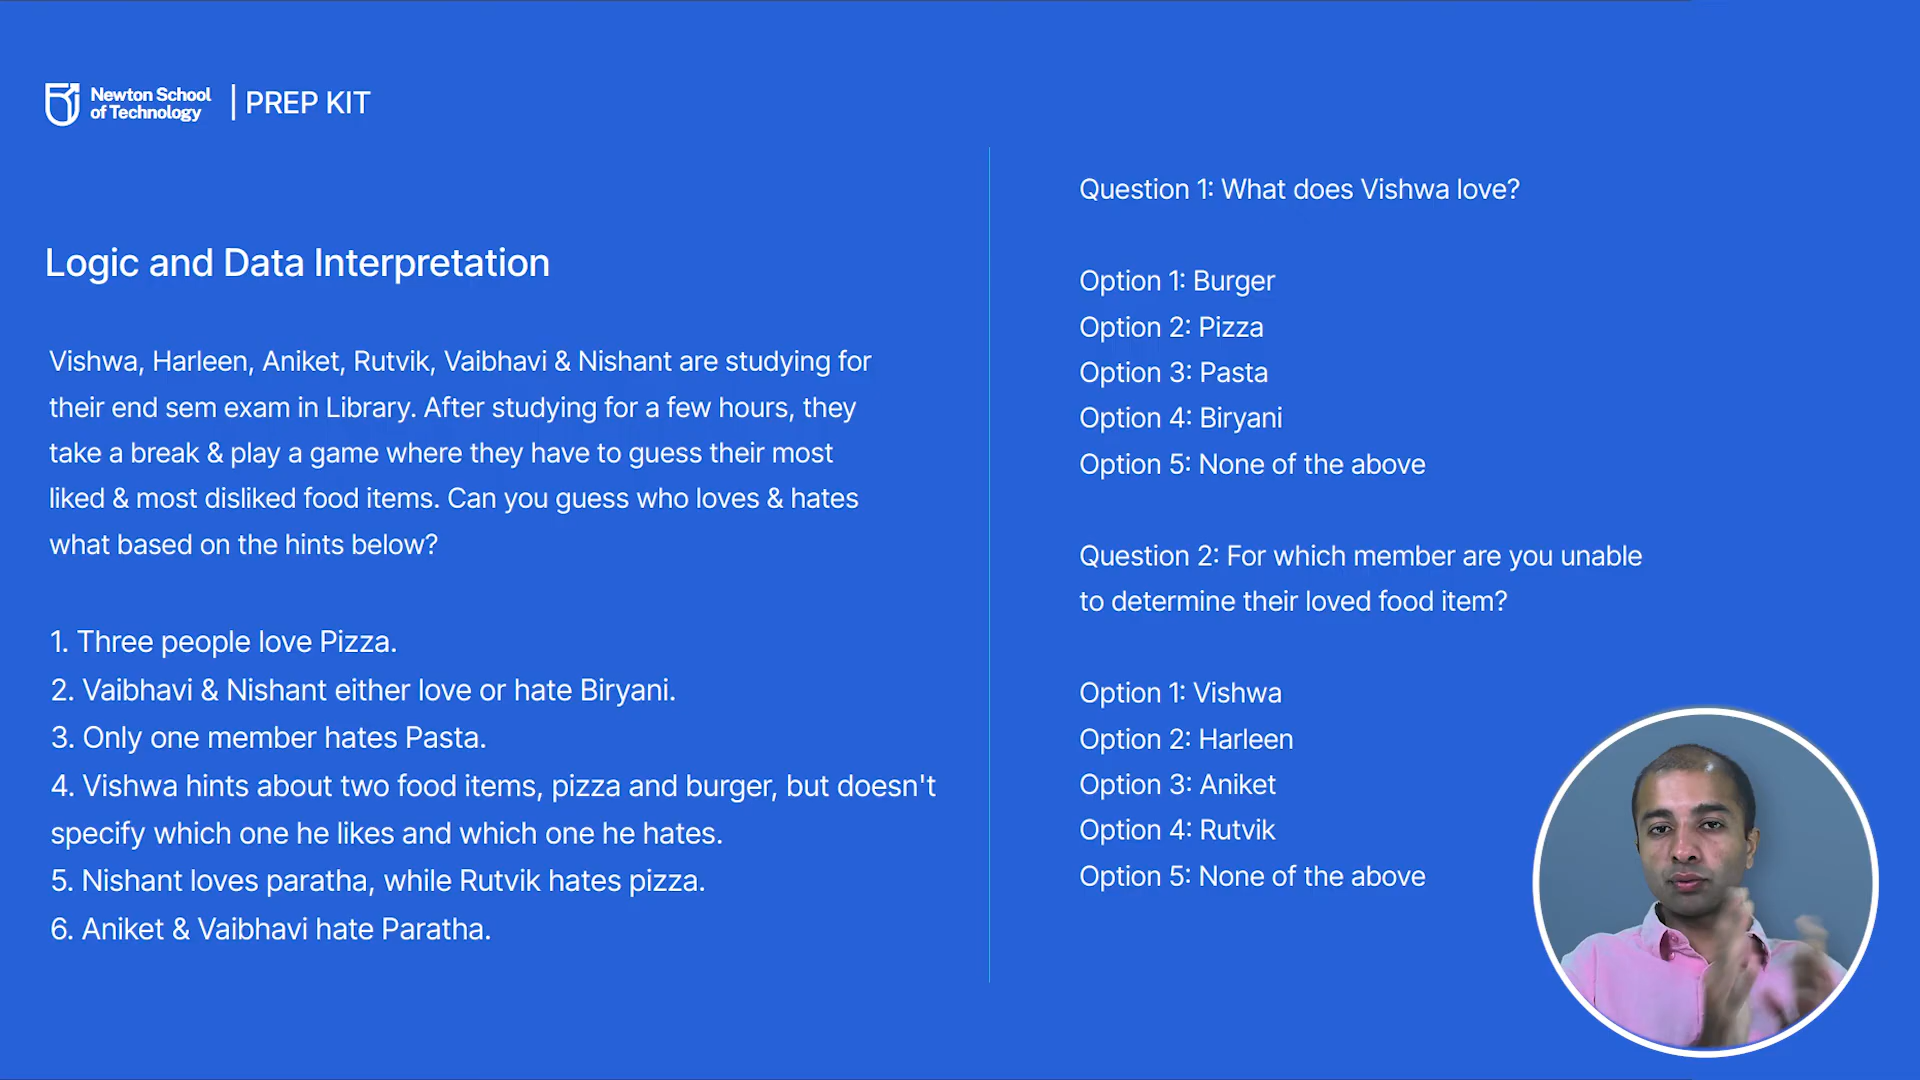 Newton School
of Technology
PREP KIT
Logic and Data Interpretation
Vishwa, Harleen, Aniket, Rutvik, Vaibhavi & Nishant are studying for
their end sem exam in Library. After studying for a few hours, they
take a break & play a game where they have to guess their most
liked & most disliked food items. Can you guess who loves & hates
what based on the hints below?
1. Three people love Pizza.
2. Vaibhavi & Nishant either love or hate Biryani.
3. Only one member hates Pasta.
4. Vishwa hints about two food items, pizza and burger, but doesn't
specify which one he likes and which one he hates.
5. Nishant loves paratha, while Rutvik hates pizza.
6. Aniket & Vaibhavi hate Paratha.
Question 1: What does Vishwa love?
Option 1: Burger
Option 2: Pizza
Option 3: Pasta
Option 4: Biryani
Option 5: None of the above
Question 2: For which member are you unable
to determine their loved food item?
Option 1: Vishwa
Option 2: Harleen
Option 3: Aniket
Option 4: Rutvik
Option 5: None of the above